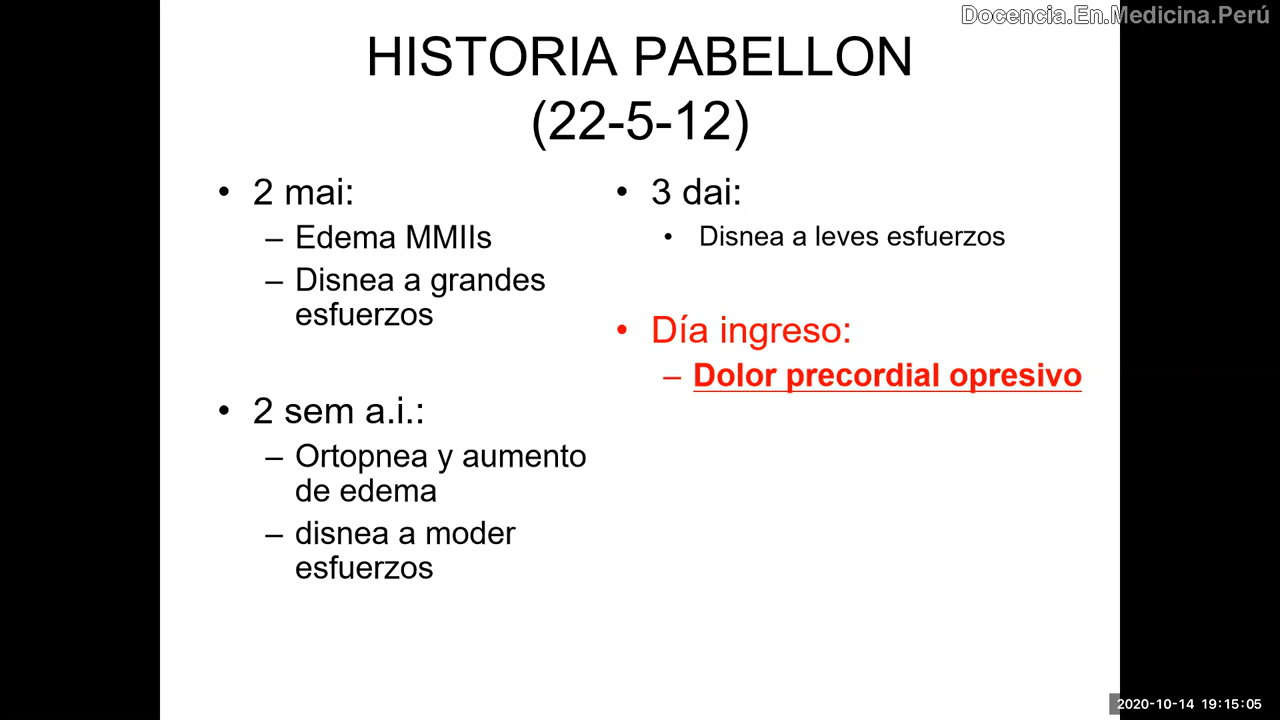 Docencia.En.Medicina.Perú
HISTORIA PABELLON
(22-5-12)
• 2 mai:
– Edema MMIIs
– Disnea a grandes
esfuerzos
• 2 sem a.i.:
– Ortopnea y aumento
de edema
– disnea a moder
esfuerzos
• 3 dai:
• Disnea a leves esfuerzos
• Día ingreso:
– Dolor precordial opresivo
2020-10-14 19:15:05